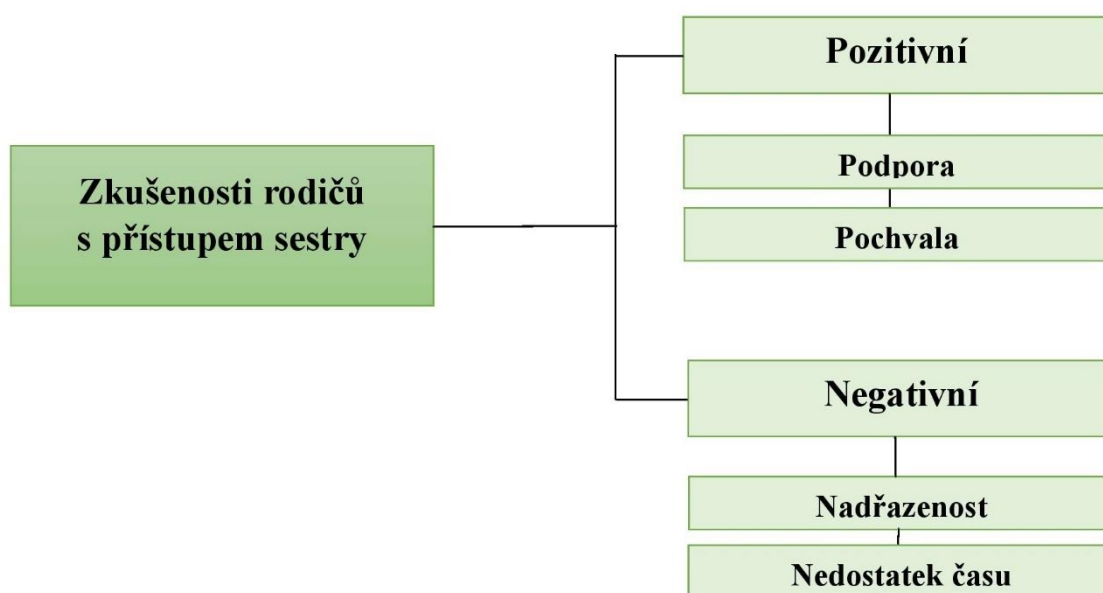 Zkušenosti rodičů
s přístupem sestry
Pozitivní
Podpora
Pochvala
Negativní
Nadřazenost
Nedostatek času